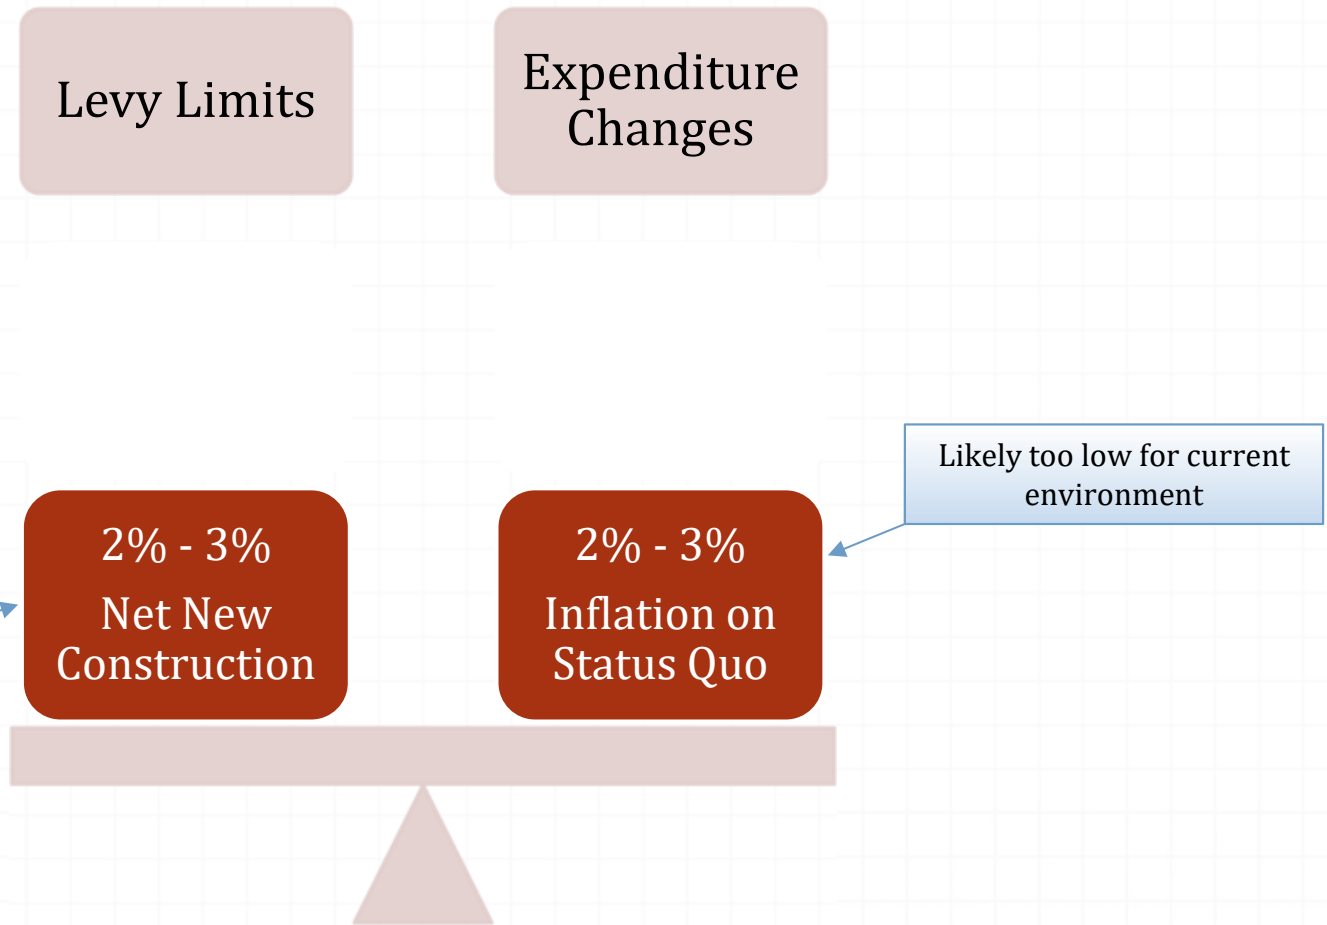 Levy Limits
Expenditure
Changes
Likely too low for current
environment
2% - 3%
Net New
Construction
2% - 3%
Inflation on
Status Quo